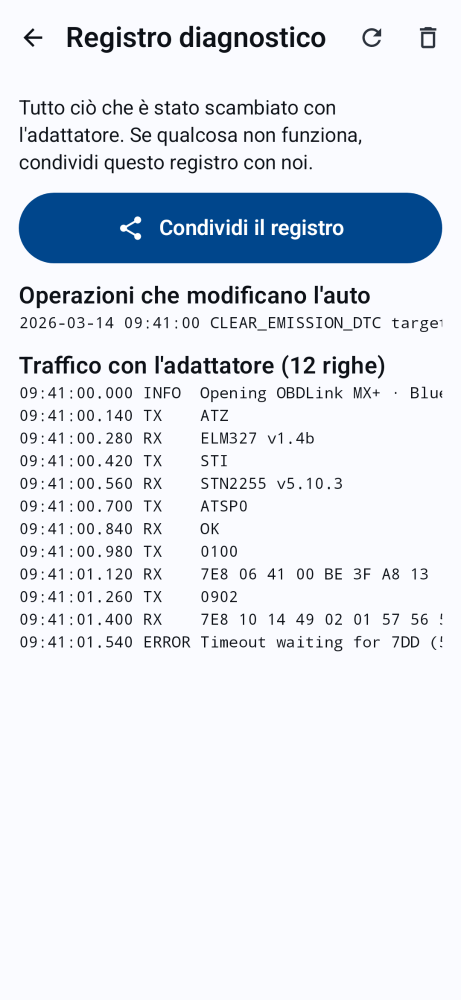 Registro diagnostico
Tutto ciò che è stato scambiato con
l'adattatore. Se qualcosa non funziona,
condividi questo registro con noi.
Condividi il registro
Operazioni che modificano l'auto
2026-03-14 09:41:00 CLEAR_EMISSION_DTC target
Traffico con l'adattatore (12 righe)
09:41:00.000 INFO Opening OBDLink MX+ · Blue
09:41:00.140 TX ATZ
09:41:00.280 RX ELM327 v1.4b
09:41:00.420 TX STI
09:41:00.560 RX STN2255 v5.10.3
09:41:00.700 TX ATSP0
09:41:00.840 RX OK
09:41:00.980 TX 0100
09:41:01.120 RX 7E8 06 41 00 BE 3F A8 13
09:41:01.260 TX 0902
09:41:01.400 RX 7E8 10 14 49 02 01 57 56
09:41:01.540 ERROR Timeout waiting for 7DD